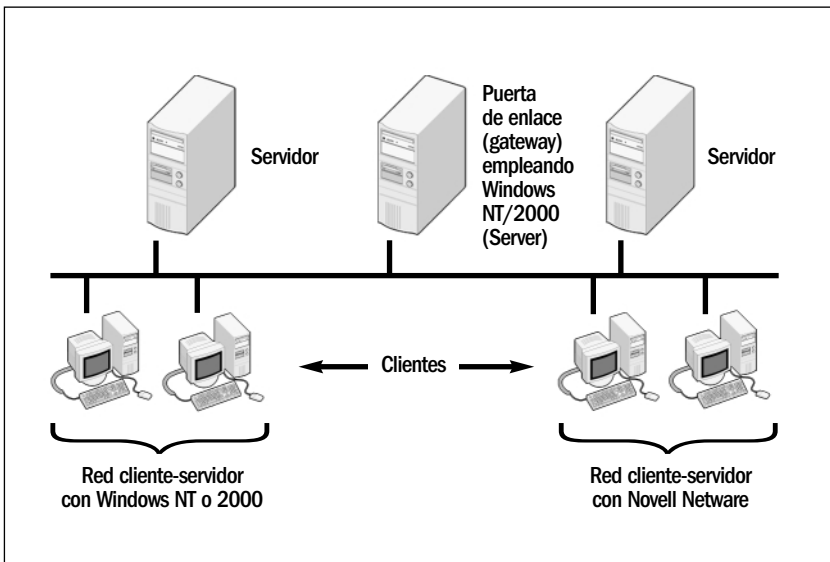 Servidor
Puerta
de enlace
(gateway)
empleando
Windows
NT/2000
(Server)
Servidor
Clientes
Red cliente-servidor
con Windows NT o 2000
Red cliente-servidor
con Novell Netware